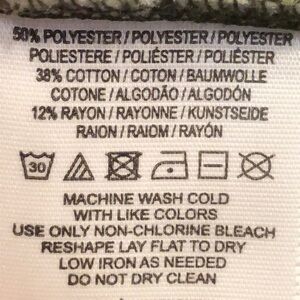 50% POLYESTER / POLYESTER / POLYESTER
POLIESTERE / POLIÉSTER / POLIÉSTER
38% COTTON / COTON / BAUMWOLLE
COTONE / ALGODÃO / ALGODÓN
12% RAYON / RAYONNE / KUNSTSEIDE
RAION / RAIOM / RAYÓN
30
MACHINE WASH COLD
WITH LIKE COLORS
USE ONLY NON-CHLORINE BLEACH
RESHAPE LAY FLAT TO DRY
LOW IRON AS NEEDED
DO NOT DRY CLEAN